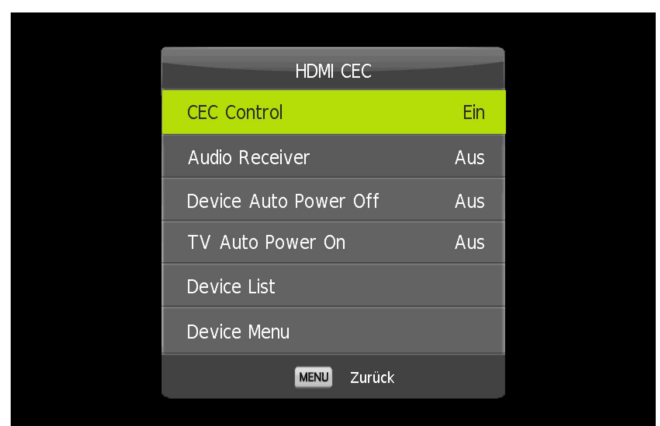 HDMI CEC
CEC Control Ein
Audio Receiver Aus
Device Auto Power Off Aus
TV Auto Power On Aus
Device List
Device Menu
MENU Zurück